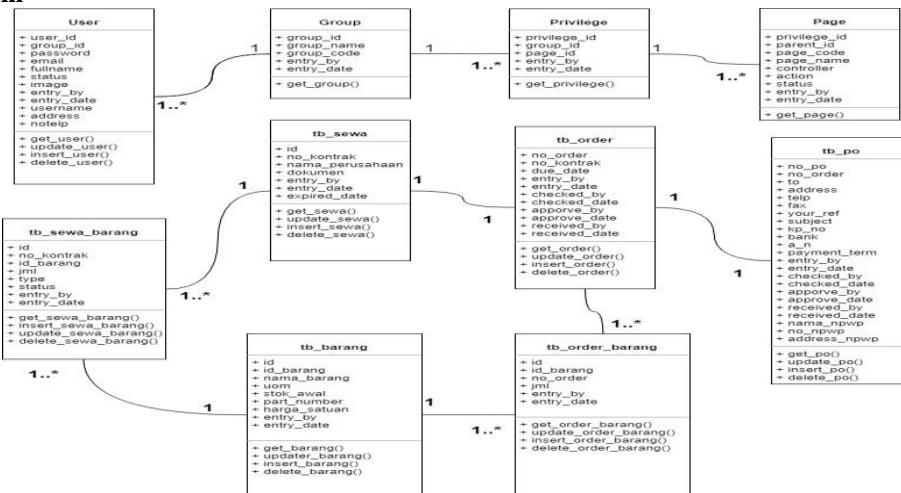 User
+ user_id
+ group_id
+ password
+ email
+ fullname
+ status
+ image
+ entry_by
+ entry_date
+ username
+ address
+ notelp
+ get_user()
+ update_user()
+ insert_user()
+ delete_user()
1..*
1
Group
+ group_id
+ group_name
+ group_code
+ entry_by
+ entry_date
+ get_group()
1
1..*
Privilege
+ privilege_id
+ group_id
+ page_id
+ entry_by
+ entry_date
+ get_privilege()
1
1..*
Page
+ privilege_id
+ parent_id
+ page_code
+ page_name
+ controller
+ action
+ status
+ entry_by
+ entry_date
+ get_page()
tb_sewa
+ id
+ no_kontrak
+ nama_perusahaan
+ dokumen
+ entry_by
+ entry_date
+ expired_date
+ get_sewa()
+ update_sewa()
+ insert_sewa()
+ delete_sewa()
1
1
1
tb_order
+ no_order
+ no_kontrak
+ due_date
+ entry_by
+ entry_date
+ checked_by
+ checked_date
+ apporve_by
+ approve_date
+ received_by
+ received_date
+ get_order()
+ update_order()
+ insert_order()
+ delete_order()
1
1
1..*
tb_po
+ no_po
+ no_order
+ to
+ address
+ telp
+ fax
+ your_ref
+ subject
+ kp_no
+ bank
+ a_n
+ payment_term
+ entry_by
+ entry_date
+ checked_by
+ checked_date
+ apporve_by
+ approve_date
+ received_by
+ received_date
+ nama_npwp
+ no_npwp
+ address_npwp
+ get_po()
+ update_po()
+ insert_po()
+ delete_po()
tb_sewa_barang
+ id
+ no_kontrak
+ id_barang
+ jml
+ type
+ status
+ entry_by
+ entry_date
+ get_sewa_barang()
+ insert_sewa_barang()
+ update_sewa_barang()
+ delete_sewa_barang()
1..*
1..*
1
tb_barang
+ id
+ id_barang
+ nama_barang
+ uom
+ stok_awal
+ part_number
+ harga_satuan
+ entry_by
+ entry_date
+ get_barang()
+ updater_barang()
+ insert_barang()
+ delete_barang()
1
1..*
tb_order_barang
+ id
+ id_barang
+ no_order
+ jml
+ entry_by
+ entry_date
+ get_order_barang()
+ update_order_barang()
+ insert_order_barang()
+ delete_order_barang()